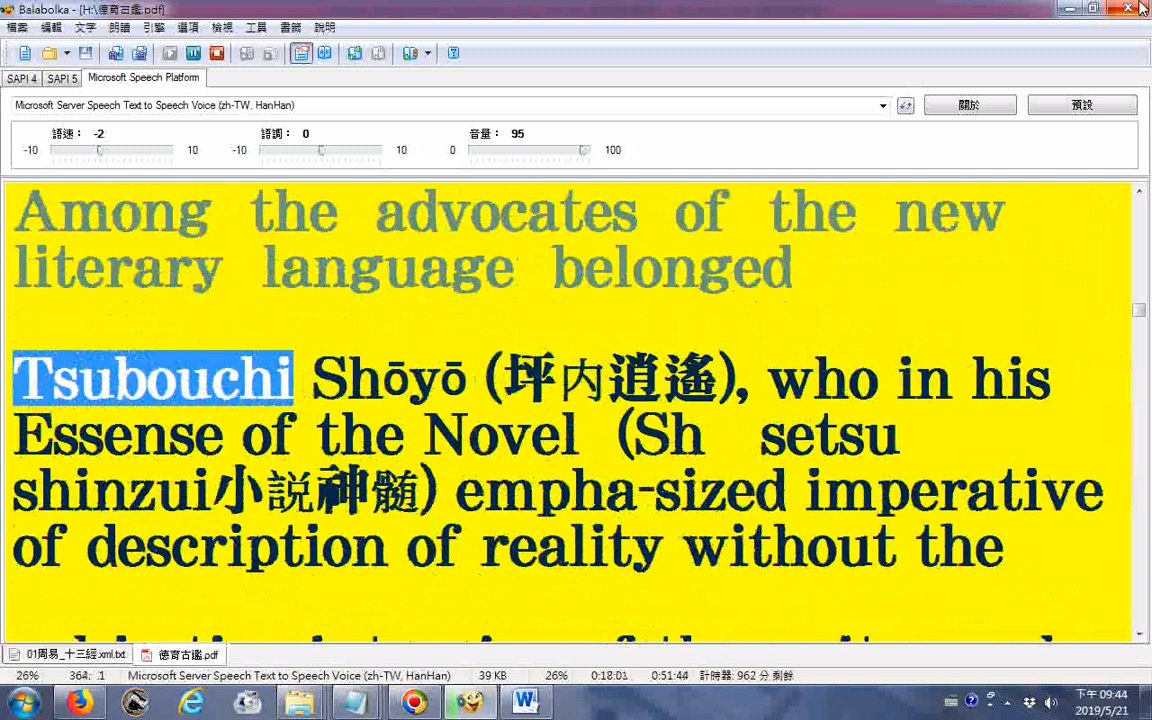 Balabolka - [H:\德育古鑑.pdf]
檔案 編輯 文字 朗讀 引擎 選項 檢視 工具 書籤 說明
SAPI 4 SAPI 5 Microsoft Speech Platform
Microsoft Server Speech Text to Speech Voice (zh-TW, HanHan) 關於 預設
語速： -2 語調： 0 音量： 95
-10 10 -10 10 0 100
Among the advocates of the new
literary language belonged
Tsubouchi Shōyō (坪内逍遙), who in his
Essense of the Novel (Sh setsu
shinzui小説神髄) empha-sized imperative
of description of reality without the
01周易_十三經.xml.txt 德育古鑑.pdf
26% 364: 1 Microsoft Server Speech Text to Speech Voice (zh-TW, HanHan) 39 KB 26% 0:18:01 0:51:44 計時器: 962 分 剩餘
下午 09:44
2019/5/21